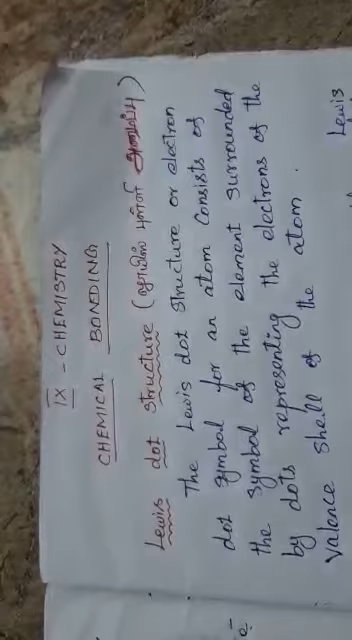 IX - CHEMISTRY
CHEMICAL BONDING
Lewis dot structure (லூயிஸ் புள்ளி அமைப்பு)
The Lewis dot structure or electron
dot symbol for an atom consists of
the symbol of the element surrounded
by dots representing the electrons of the
valence shell of the atom.
Lewis